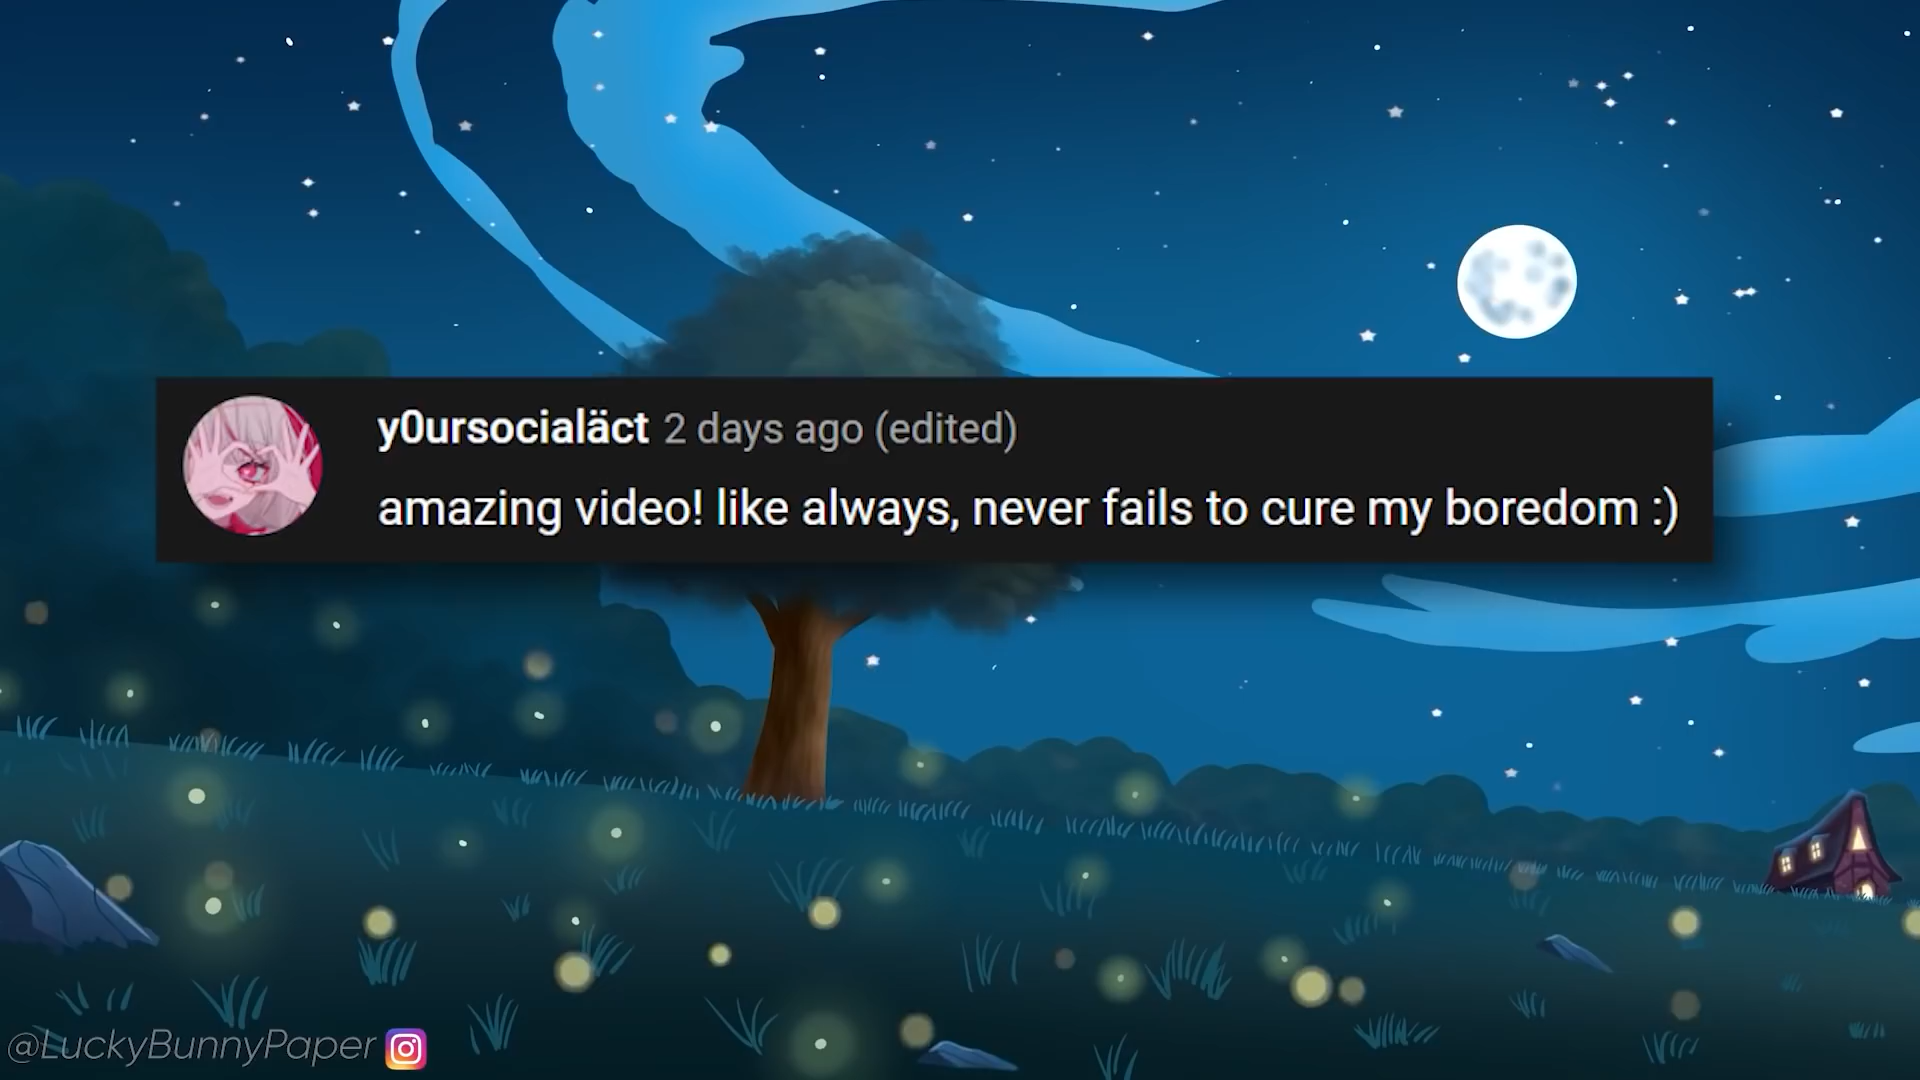 y0ursocialäct 2 days ago (edited)
amazing video! like always, never fails to cure my boredom :)
@LuckyBunnyPaper